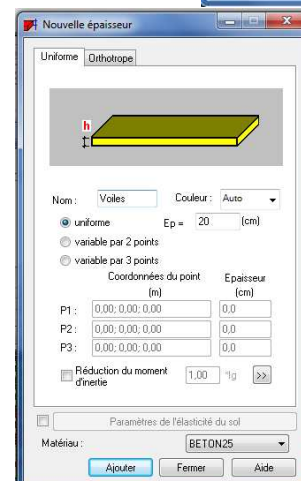 Nouvelle épaisseur
Uniforme Orthotrope
h
Nom : Voiles Couleur : Auto
uniforme Ep = 20 (cm)
variable par 2 points
variable par 3 points
Coordonnées du point Epaisseur
(m) (cm)
P1 : 0,00; 0,00; 0,00 0,0
P2 : 0,00; 0,00; 0,00 0,0
P3 : 0,00; 0,00; 0,00 0,0
Réduction du moment
d'inertie 1,00 *Ig >>
Paramètres de l'élasticité du sol
Matériau : BETON25
Ajouter Fermer Aide